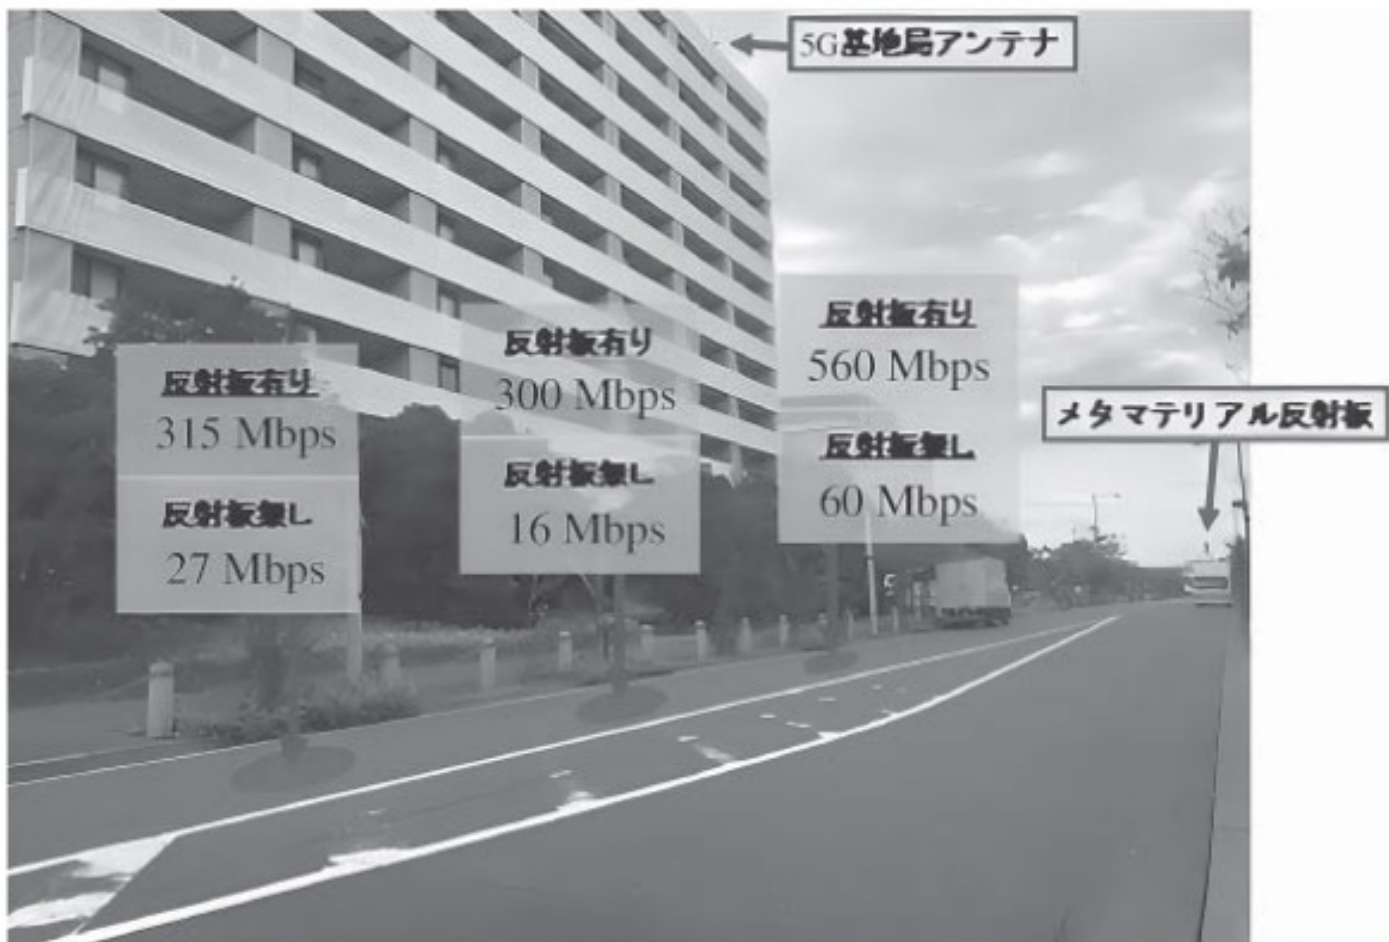 5G基地局アンテナ
反射板有り
315 Mbps
反射板無し
27 Mbps
反射板有り
300 Mbps
反射板無し
16 Mbps
反射板有り
560 Mbps
反射板無し
60 Mbps
メタマテリアル反射板